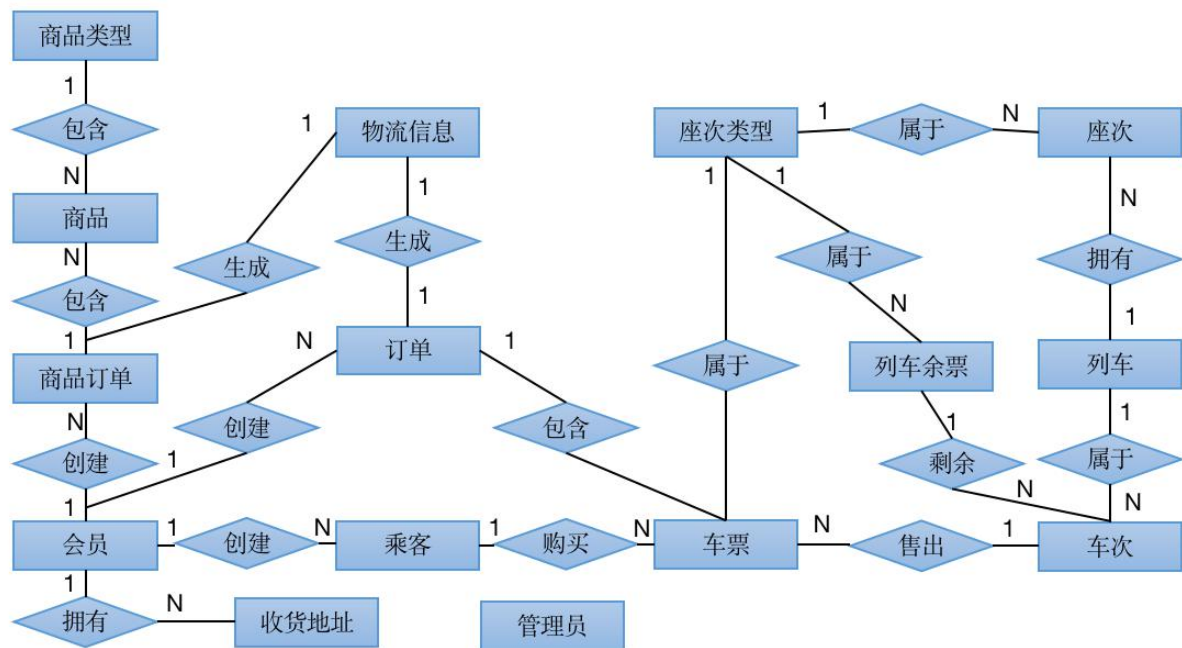 商品类型
1
包含
N
商品
N
包含
1
商品订单
N
创建
1
会员
1
拥有
N
收货地址
1
物流信息
生成
1
生成
1
N
订单
1
创建
1
包含
1
创建
N
乘客
1
购买
N
车票
管理员
座次类型
1
属于
N
座次
1
1
属于
N
属于
列车余票
1
剩余
N
N
拥有
1
列车
1
属于
N
N
售出
1
车次